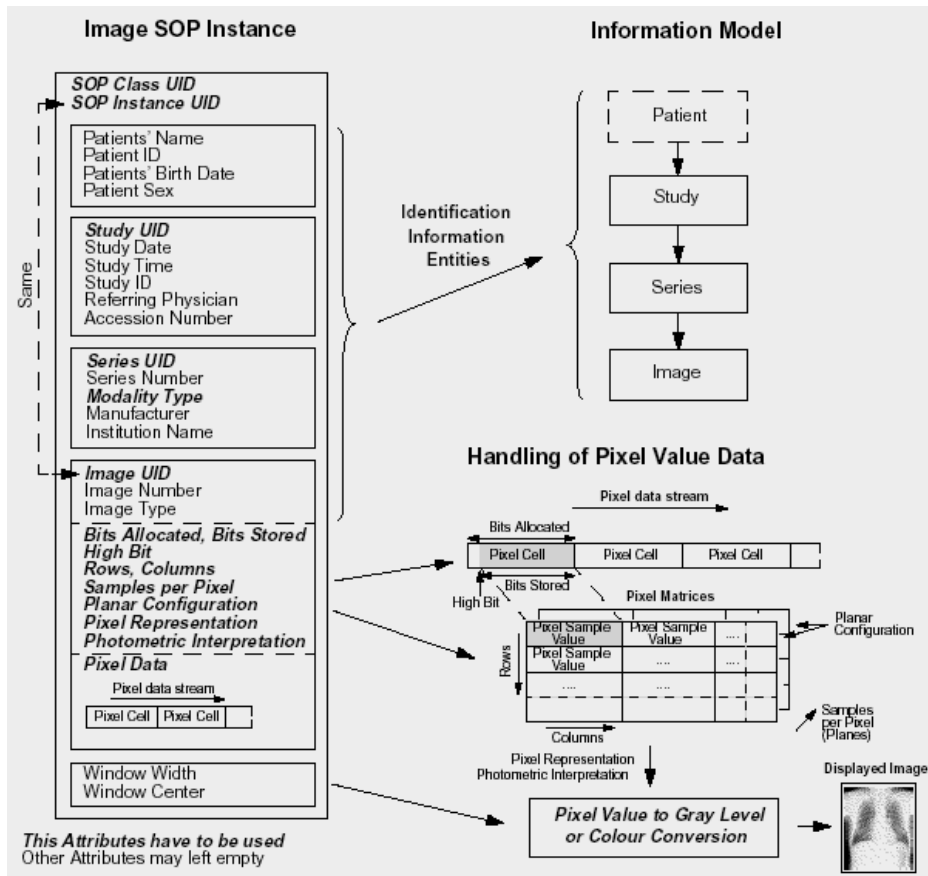 Image SOP Instance
SOP Class UID
SOP Instance UID
Patients' Name
Patient ID
Patients' Birth Date
Patient Sex
Study UID
Study Date
Study Time
Study ID
Referring Physician
Accession Number
Series UID
Series Number
Modality Type
Manufacturer
Institution Name
Image UID
Image Number
Image Type
Bits Allocated, Bits Stored
High Bit
Rows, Columns
Samples per Pixel
Planar Configuration
Pixel Representation
Photometric Interpretation
Pixel Data
Pixel data stream
Pixel Cell Pixel Cell
Window Width
Window Center
This Attributes have to be used
Other Attributes may left empty
Same
Identification
Information
Entities
Information Model
Patient
Study
Series
Image
Handling of Pixel Value Data
Pixel data stream
Bits Allocated
Pixel Cell Pixel Cell Pixel Cell
Bits Stored
High Bit
Pixel Matrices
Pixel Sample Value Pixel Sample Value ....
Pixel Sample Value .... ....
.... ....
Rows
Columns
Planar
Configuration
Samples
per Pixel
(Planes)
Pixel Representation
Photometric Interpretation
Pixel Value to Gray Level
or Colour Conversion
Displayed Image